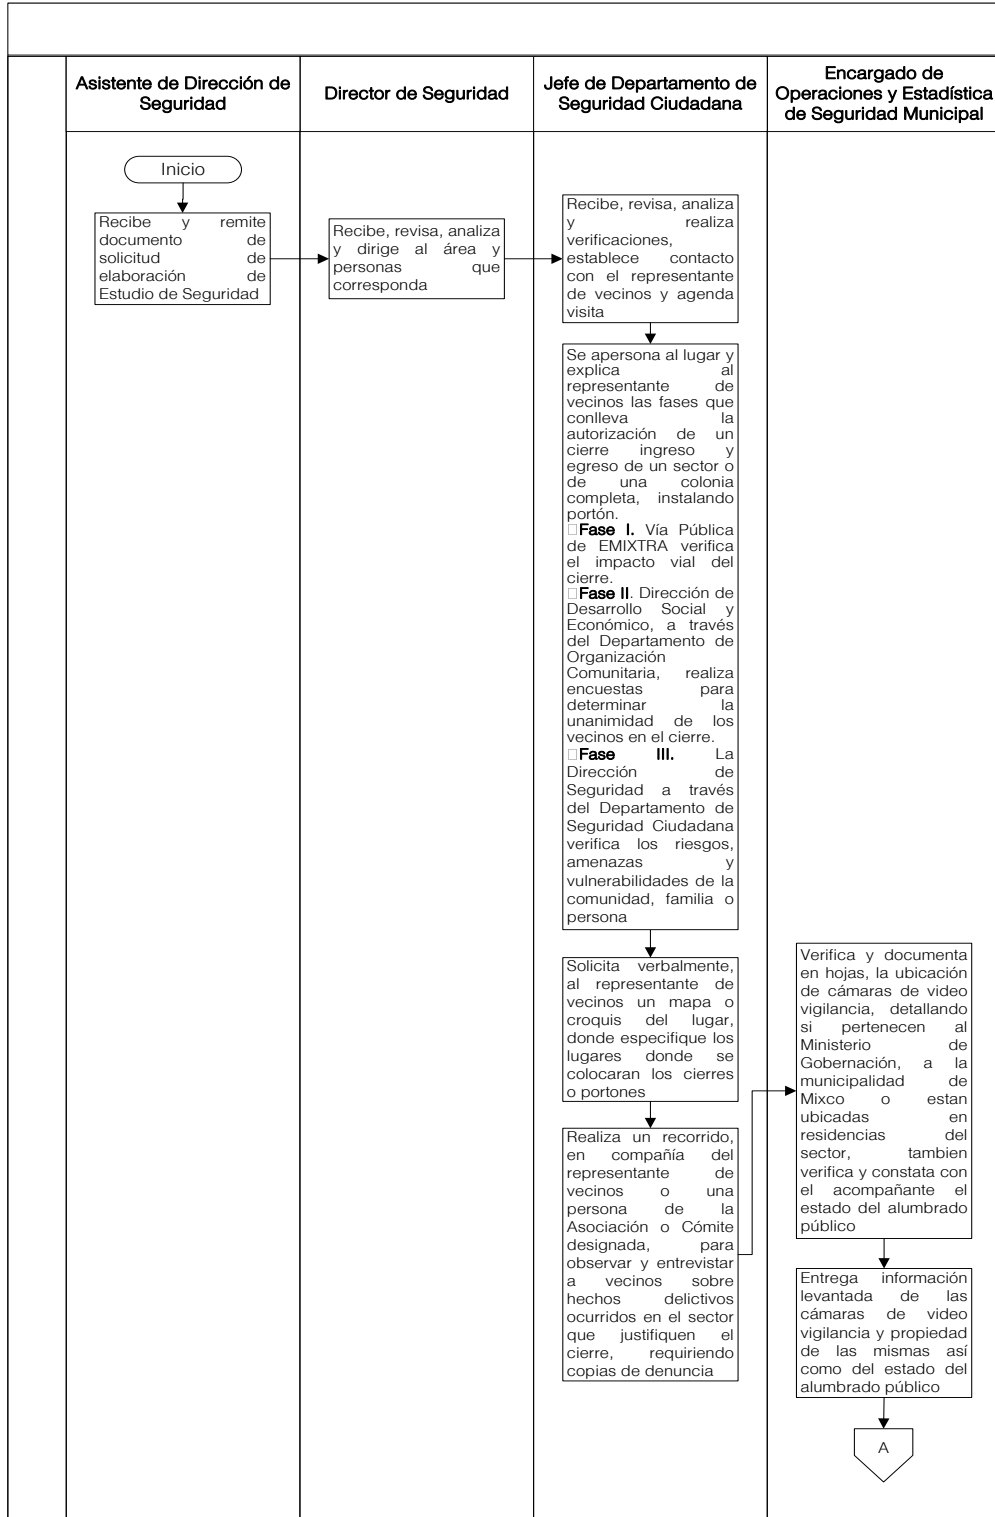 Asistente de Dirección de
Seguridad
Director de Seguridad
Jefe de Departamento de
Seguridad Ciudadana
Encargado de
Operaciones y Estadística
de Seguridad Municipal
Inicio
Recibe y remite
documento de
solicitud de
elaboración de
Estudio de Seguridad
Recibe, revisa, analiza
y dirige al área y
personas que
corresponda
Recibe, revisa, analiza
y realiza
verificaciones,
establece contacto
con el representante
de vecinos y agenda
visita
Se apersona al lugar y
explica al
representante de
vecinos las fases que
conlleva la
autorización de un
cierre ingreso y
egreso de un sector o
de una colonia
completa, instalando
portón.
Fase I. Vía Pública
de EMIXTRA verifica
el impacto vial del
cierre.
Fase II. Dirección de
Desarrollo Social y
Económico, a través
del Departamento de
Organización
Comunitaria, realiza
encuestas para
determinar la
unanimidad de los
vecinos en el cierre.
Fase III. La
Dirección de
Seguridad a través
del Departamento de
Seguridad Ciudadana
verifica los riesgos,
amenazas y
vulnerabilidades de la
comunidad, familia o
persona
Solicita verbalmente,
al representante de
vecinos un mapa o
croquis del lugar,
donde especifique los
lugares donde se
colocaran los cierres
o portones
Realiza un recorrido,
en compañía del
representante de
vecinos o una
persona de la
Asociación o Cómite
designada, para
observar y entrevistar
a vecinos sobre
hechos delictivos
ocurridos en el sector
que justifiquen el
cierre, requiriendo
copias de denuncia
Verifica y documenta
en hojas, la ubicación
de cámaras de video
vigilancia, detallando
si pertenecen al
Ministerio de
Gobernación, a la
municipalidad de
Mixco o estan
ubicadas en
residencias del
sector, tambien
verifica y constata con
el acompañante el
estado del alumbrado
público
Entrega información
levantada de las
cámaras de video
vigilancia y propiedad
de las mismas así
como del estado del
alumbrado público
A